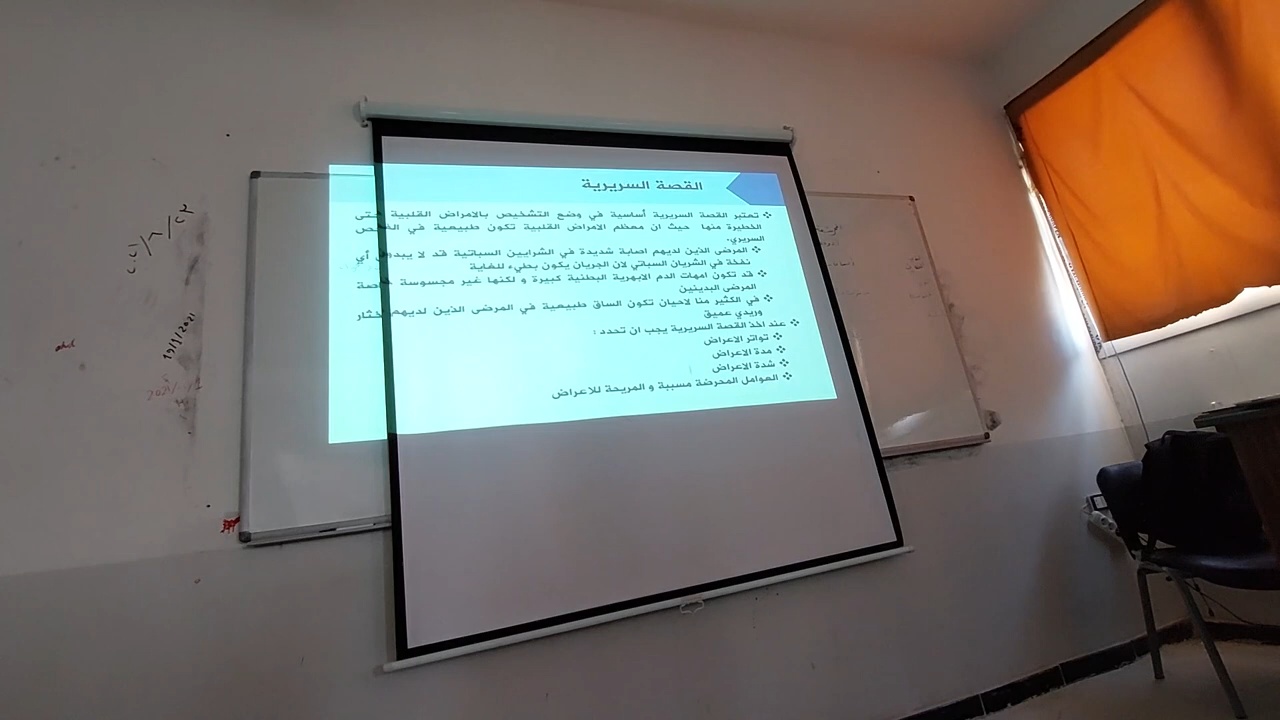 القصة السريرية
❖ تعتبر القصة السريرية أساسية في وضع التشخيص بالامراض القلبية حتى
الخطيرة منها حيث ان معظم الامراض القلبية تكون طبيعية في الفحص
السريري.
❖ المرضى الذين لديهم اصابة شديدة في الشرايين السباتية قد لا يبدون أي
نفخة في الشريان السباتي لان الجريان يكون بطيء للغاية
❖ قد تكون امهات الدم الابهرية البطنية كبيرة و لكنها غير مجسوسة خاصة
المرضى البدينين
❖ في الكثير منا لاحيان تكون الساق طبيعية في المرضى الذين لديهم خثار
وريدي عميق
❖ عند اخذ القصة السريرية يجب ان تحدد :
❖ تواتر الاعراض
❖ مدة الاعراض
❖ شدة الاعراض
❖ العوامل المحرضة مسببة و المريحة للاعراض
19/9/2021